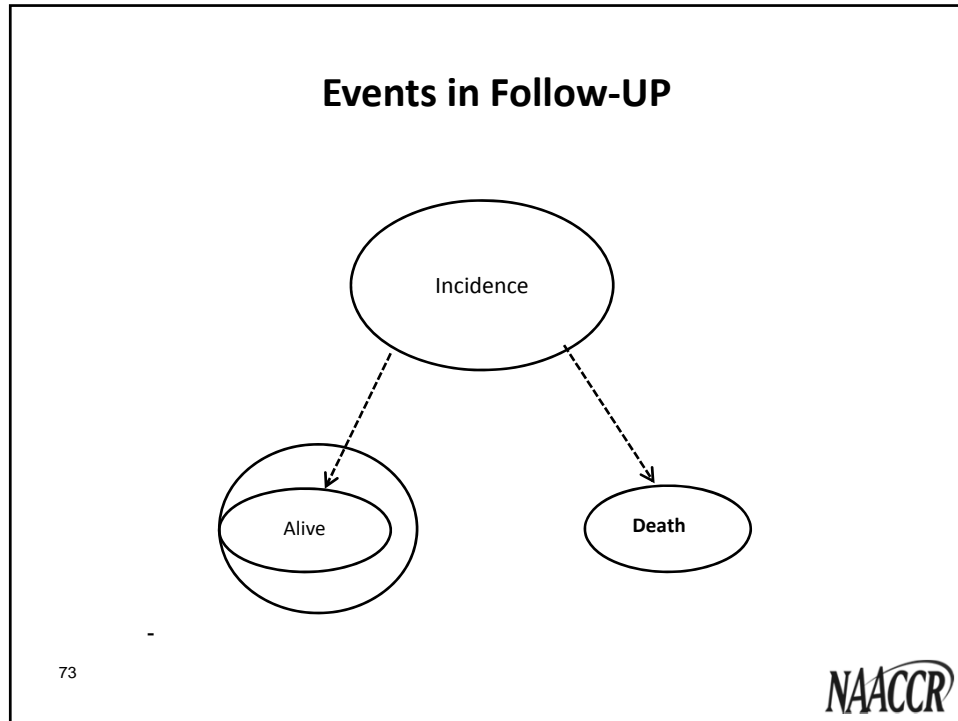 Events in Follow-UP
Incidence
Alive
Death
-
73
NAACCR